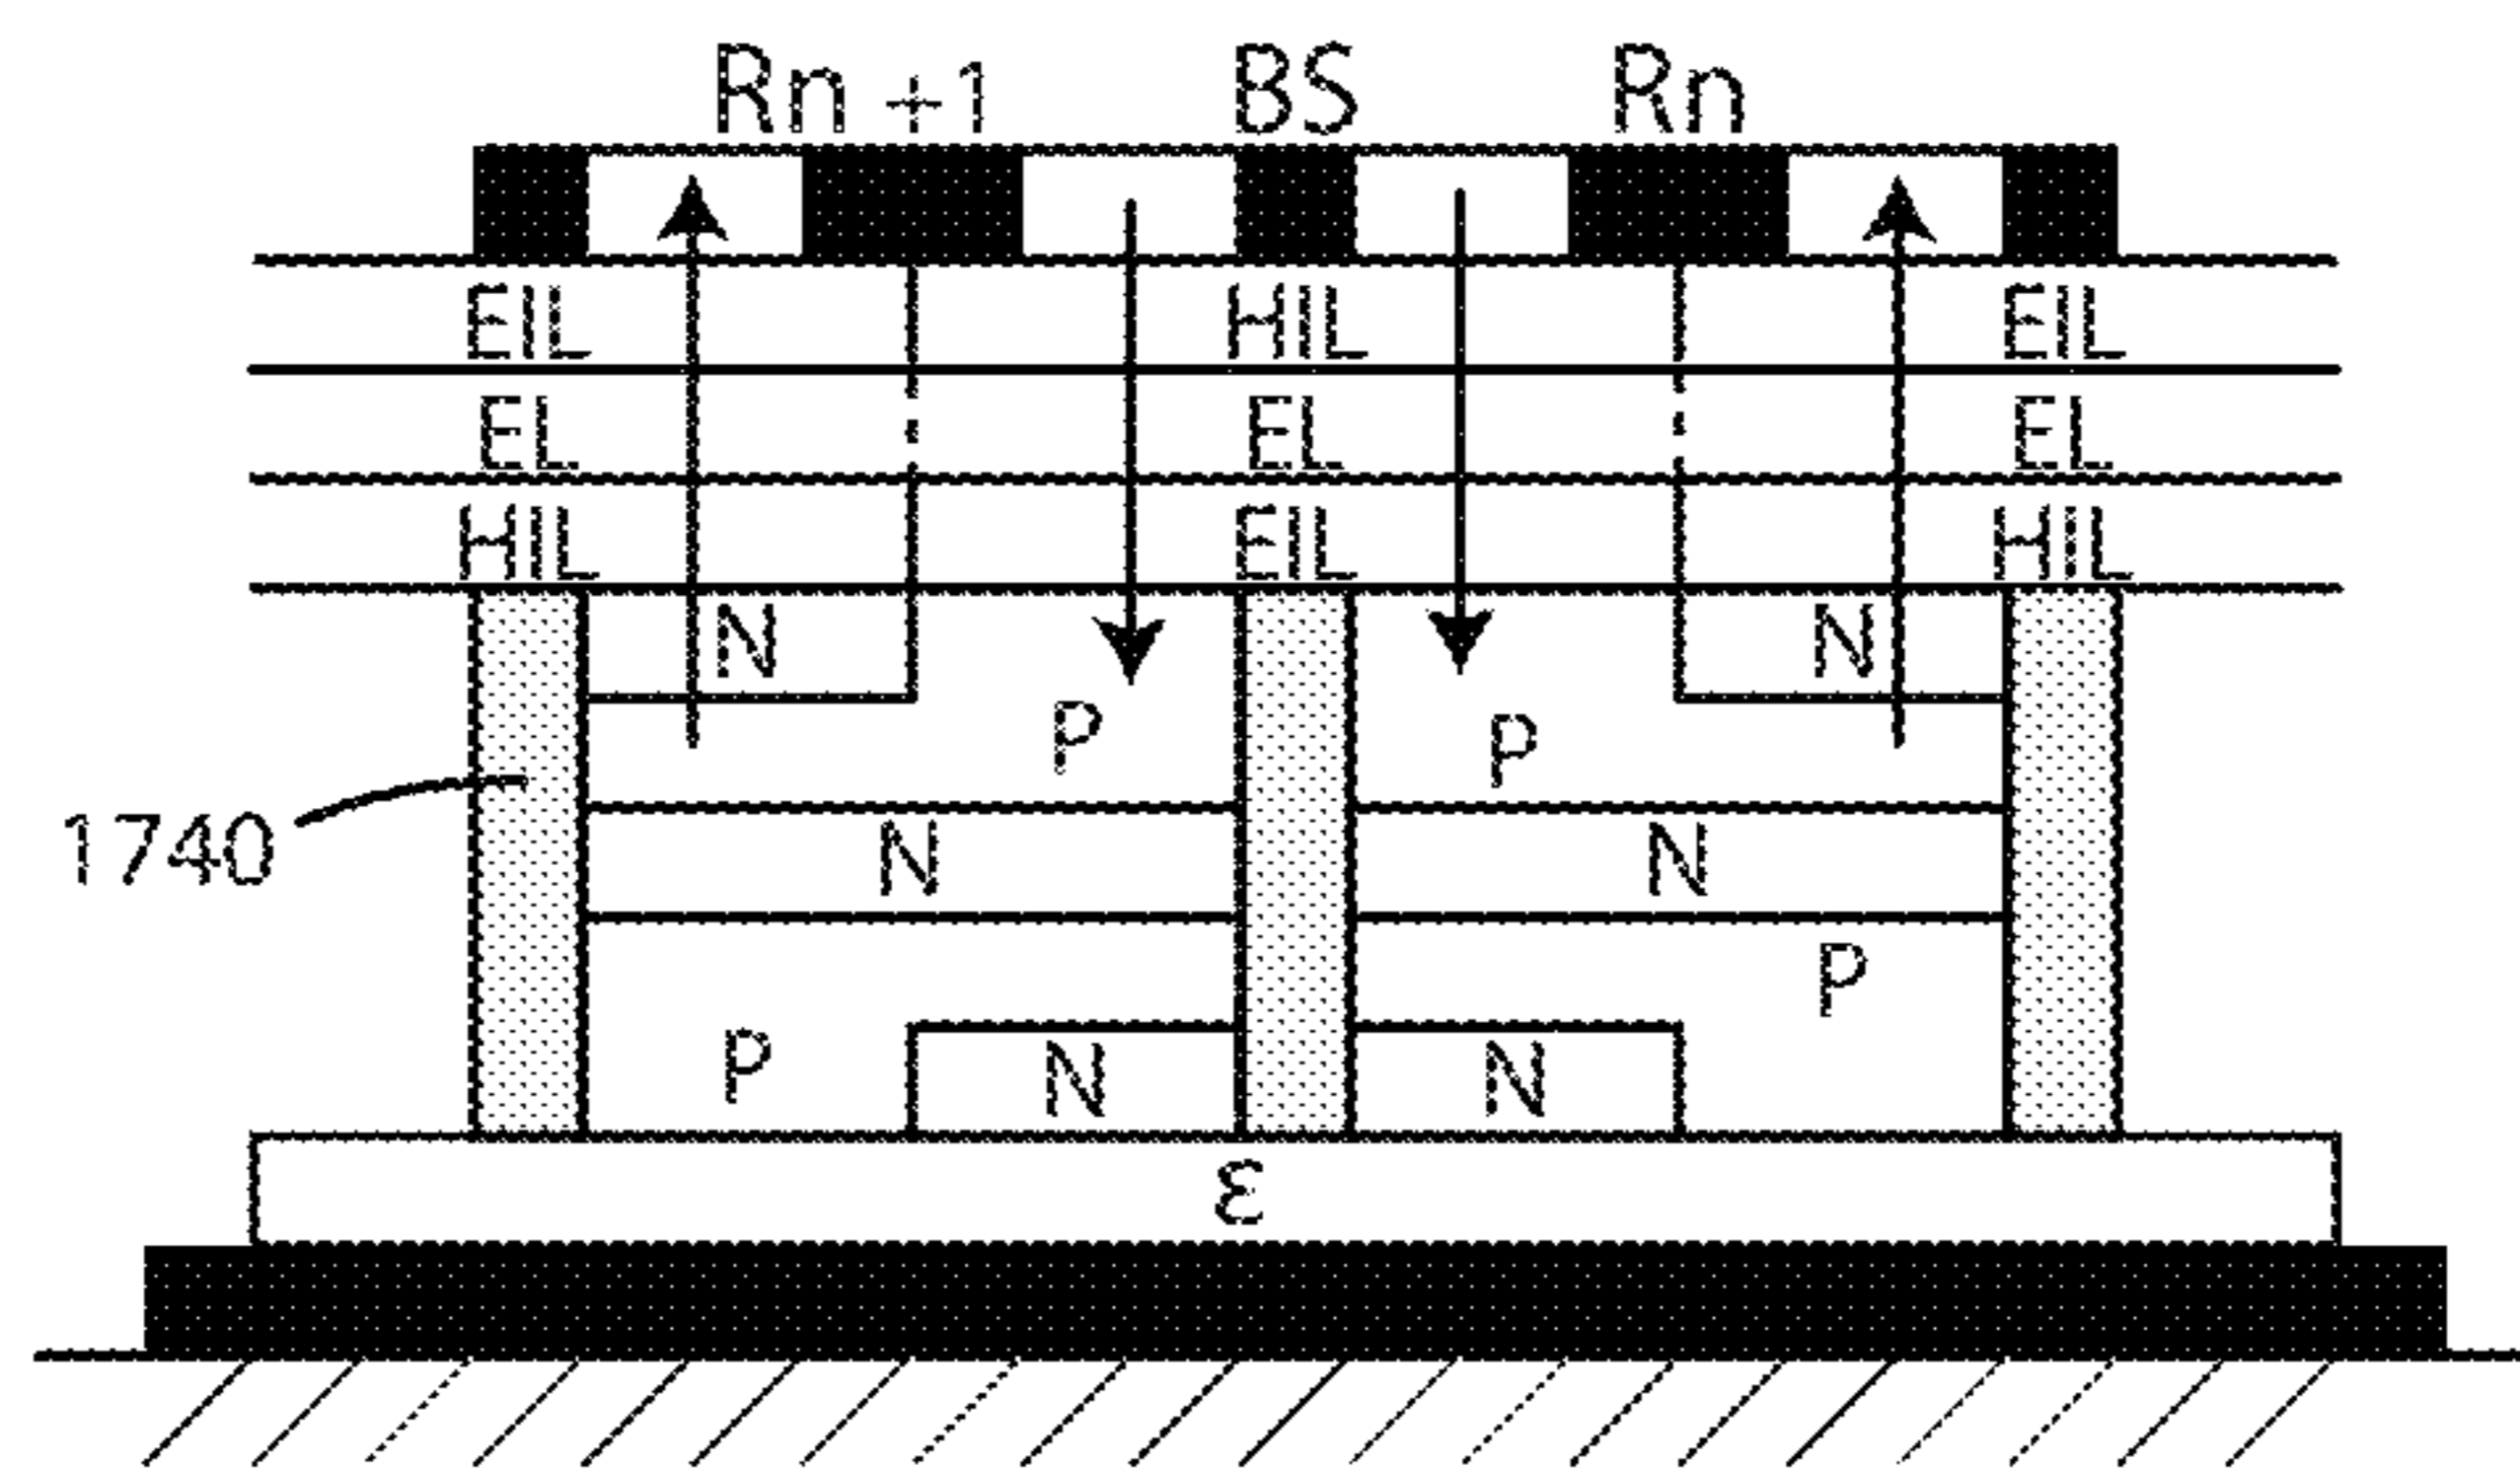 Rn +1 BS Rn
EIL HIL EIL
EL EL EL
HIL EIL HIL
N N
P P
1740 N N
P
P N N
ε